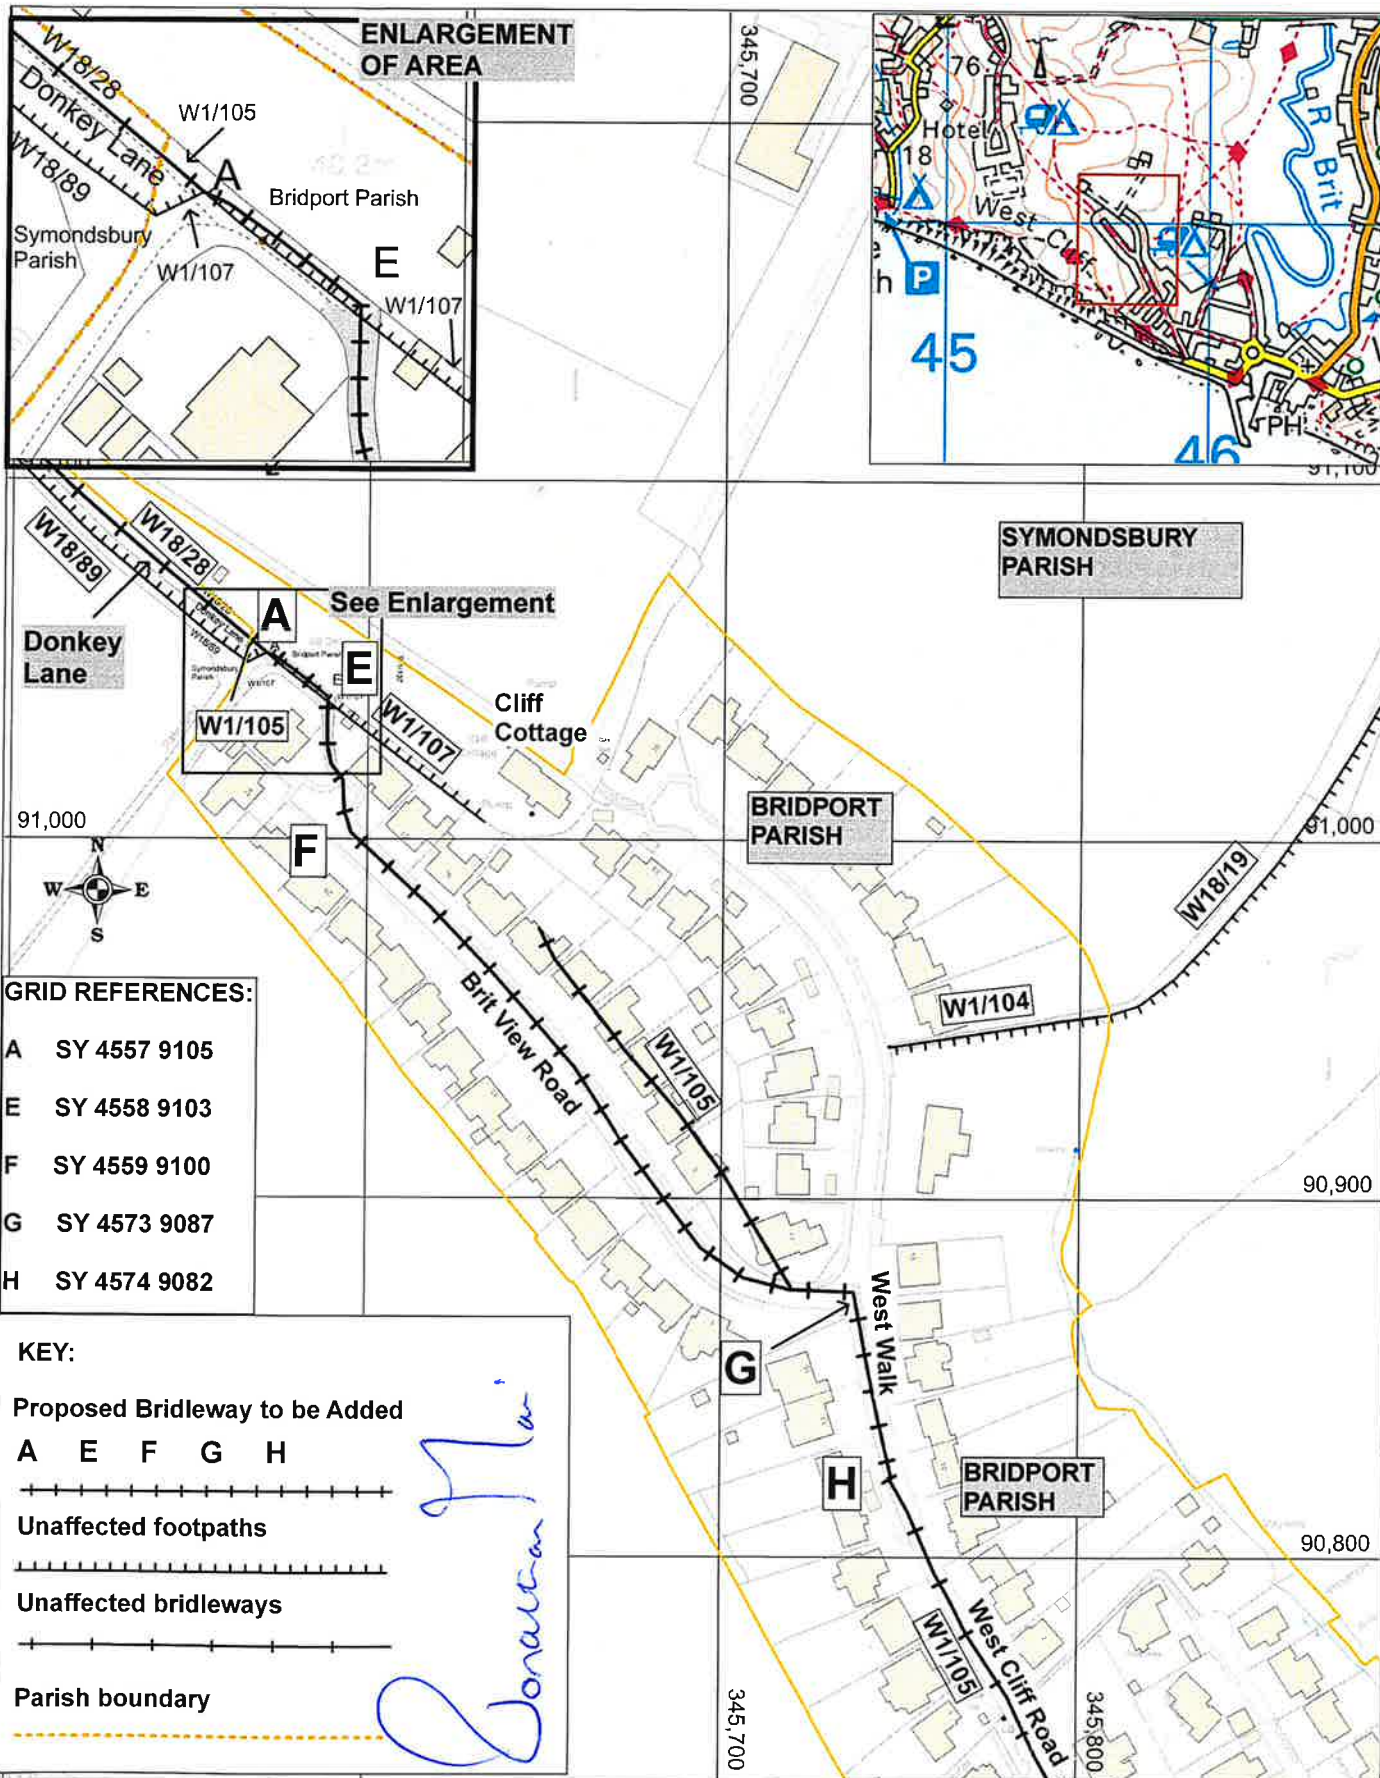 ENLARGEMENT
OF AREA
W18/28
Donkey Lane
W18/89
W1/105
A
Bridport Parish
Symondsbury
Parish
W1/107
E
W1/107
345,700
76
Hotel
18
West Cliff
R Brit
P
h
45
46
PH
91,100
SYMONDSBURY
PARISH
W18/28
W18/89
Donkey
Lane
A
See Enlargement
E
W1/105
W1/107
Cliff
Cottage
BRIDPORT
PARISH
91,000
91,000
N
W E
S
F
W18/19
W1/104
Brit View Road
W1/105
GRID REFERENCES:
A SY 4557 9105
E SY 4558 9103
F SY 4559 9100
G SY 4573 9087
H SY 4574 9082
90,900
West Walk
G
H
BRIDPORT
PARISH
90,800
W1/105
West Cliff Road
345,700
345,800
KEY:
Proposed Bridleway to be Added
A E F G H
Unaffected footpaths
Unaffected bridleways
Parish boundary